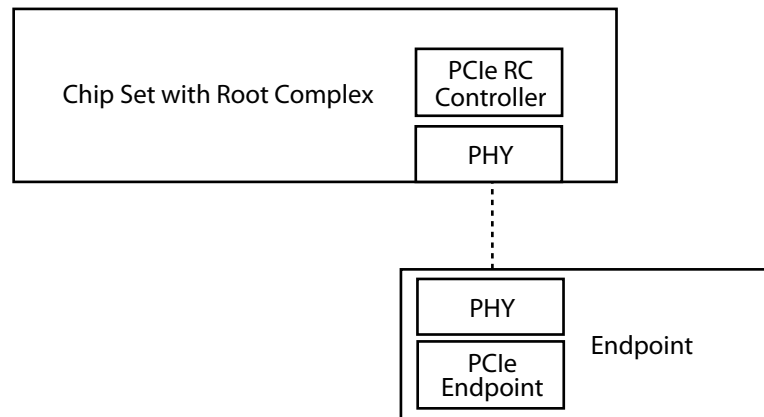 Chip Set with Root Complex
PCIe RC
Controller
PHY
PHY
PCIe
Endpoint
Endpoint